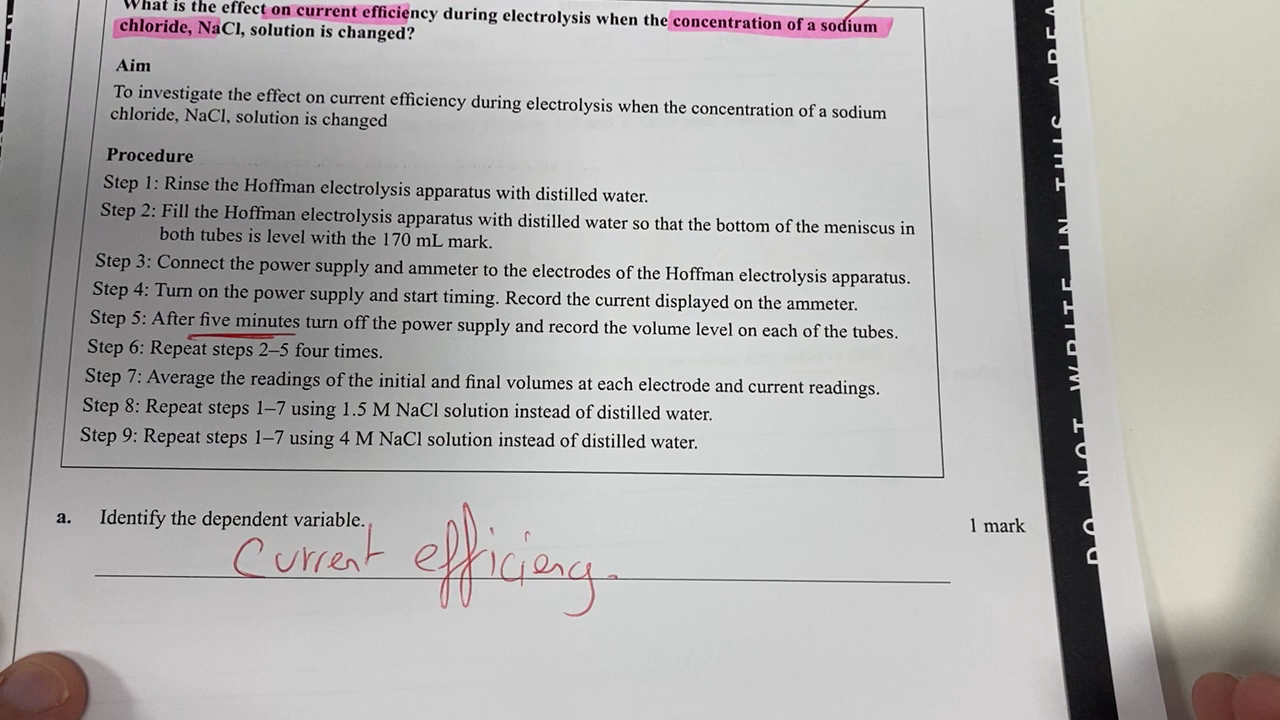 What is the effect on current efficiency during electrolysis when the concentration of a sodium
chloride, NaCl, solution is changed?
Aim
To investigate the effect on current efficiency during electrolysis when the concentration of a sodium
chloride, NaCl, solution is changed
Procedure
Step 1: Rinse the Hoffman electrolysis apparatus with distilled water.
Step 2: Fill the Hoffman electrolysis apparatus with distilled water so that the bottom of the meniscus in
both tubes is level with the 170 mL mark.
Step 3: Connect the power supply and ammeter to the electrodes of the Hoffman electrolysis apparatus.
Step 4: Turn on the power supply and start timing. Record the current displayed on the ammeter.
Step 5: After five minutes turn off the power supply and record the volume level on each of the tubes.
Step 6: Repeat steps 2–5 four times.
Step 7: Average the readings of the initial and final volumes at each electrode and current readings.
Step 8: Repeat steps 1–7 using 1.5 M NaCl solution instead of distilled water.
Step 9: Repeat steps 1–7 using 4 M NaCl solution instead of distilled water.
a. Identify the dependent variable. 1 mark
Current efficiency.
DO NOT WRITE IN THIS AREA